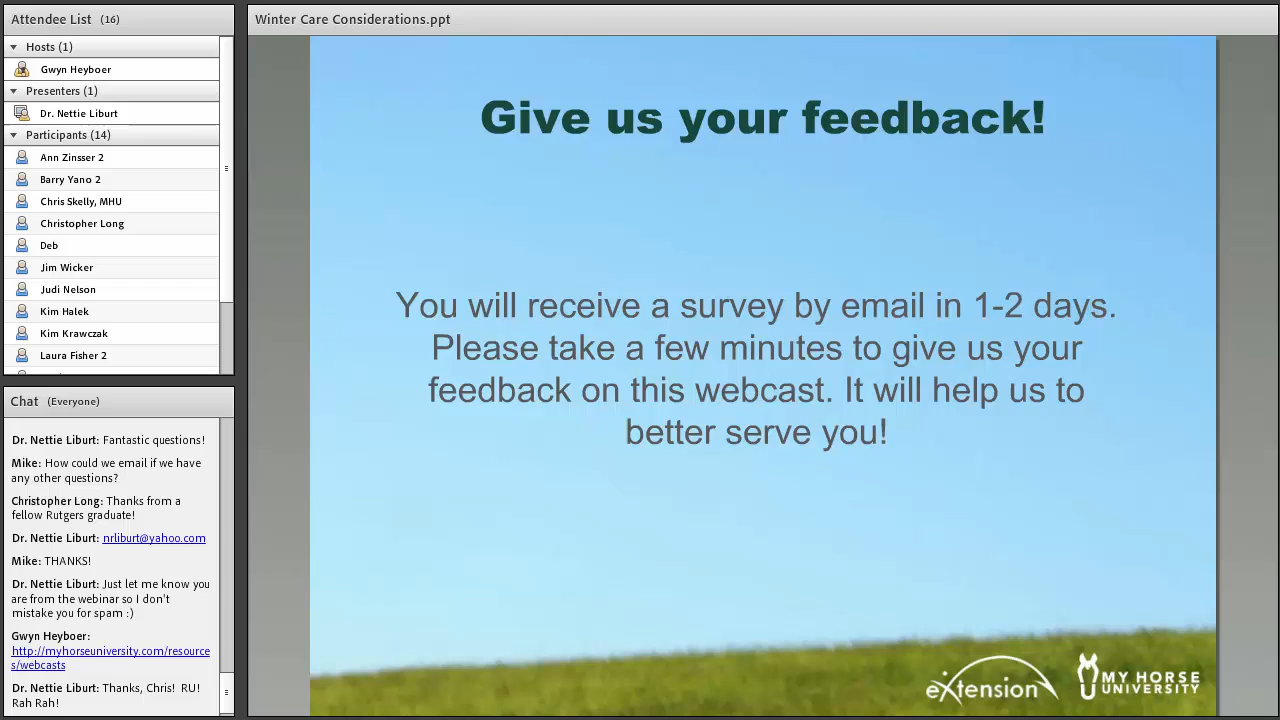 Attendee List (16)
Hosts (1)
Gwyn Heyboer
Presenters (1)
Dr. Nettie Liburt
Participants (14)
Ann Zinsser 2
Barry Yano 2
Chris Skelly, MHU
Christopher Long
Deb
Jim Wicker
Judi Nelson
Kim Halek
Kim Krawczak
Laura Fisher 2
Chat (Everyone)
Dr. Nettie Liburt: Fantastic questions!
Mike: How could we email if we have
any other questions?
Christopher Long: Thanks from a
fellow Rutgers graduate!
Dr. Nettie Liburt: nrliburt@yahoo.com
Mike: THANKS!
Dr. Nettie Liburt: Just let me know you
are from the webinar so I don't
mistake you for spam :)
Gwyn Heyboer:
http://myhorseuniversity.com/resource
s/webcasts
Dr. Nettie Liburt: Thanks, Chris! RU!
Rah Rah!
Winter Care Considerations.ppt
Give us your feedback!
You will receive a survey by email in 1-2 days.
Please take a few minutes to give us your
feedback on this webcast. It will help us to
better serve you!
eXtension
MY HORSE
UNIVERSITY